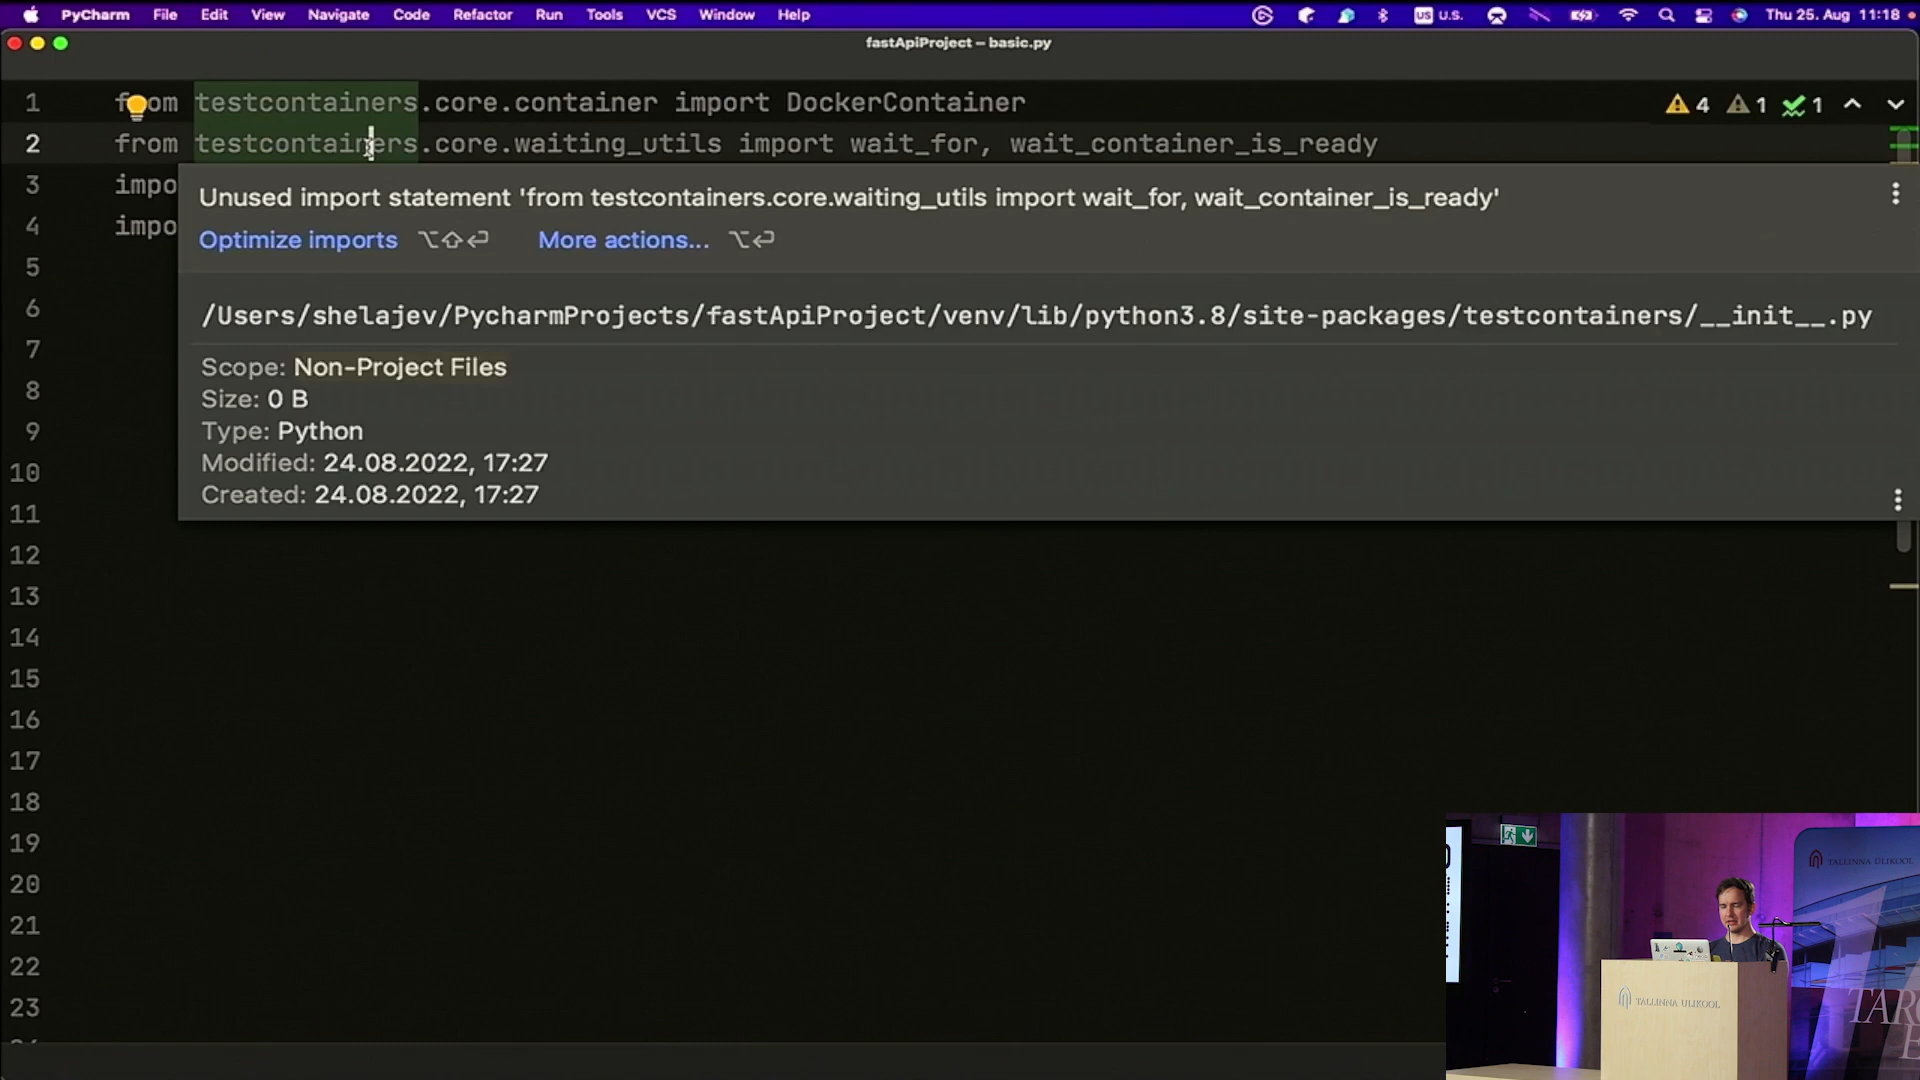 PyCharm File Edit View Navigate Code Refactor Run Tools VCS Window Help US U.S. Thu 25. Aug 11:18
fastApiProject – basic.py
1 from testcontainers.core.container import DockerContainer 4 1 1
2 from testcontainers.core.waiting_utils import wait_for, wait_container_is_ready
3 impo
4 impo
Unused import statement 'from testcontainers.core.waiting_utils import wait_for, wait_container_is_ready'
Optimize imports ⌥⇧⏎ More actions... ⌥⏎
/Users/shelajev/PycharmProjects/fastApiProject/venv/lib/python3.8/site-packages/testcontainers/__init__.py
Scope: Non-Project Files
Size: 0 B
Type: Python
Modified: 24.08.2022, 17:27
Created: 24.08.2022, 17:27
5
6
7
8
9
10
11
12
13
14
15
16
17
18
19
20
21
22
23
TALLINNA ÜLIKOOL
TALLINNA ÜLIKOOL